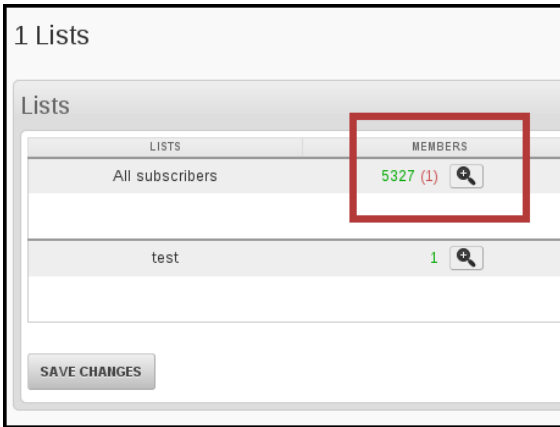 1 Lists
Lists
LISTS MEMBERS
All subscribers 5327 (1)
test 1
SAVE CHANGES